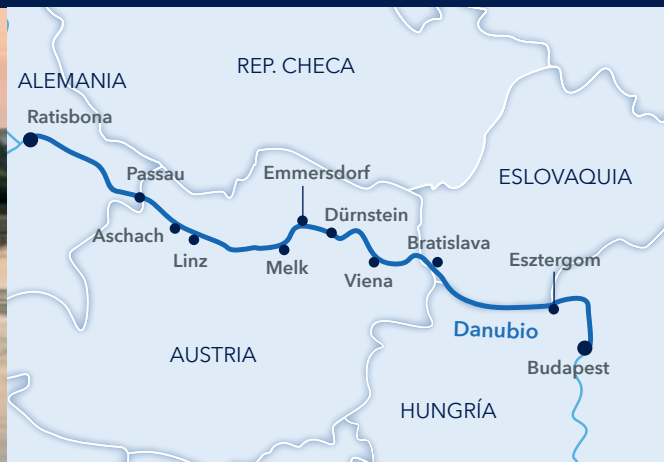 REP. CHECA
ALEMANIA
Ratisbona
Passau
Emmersdorf
ESLOVAQUIA
Dürnstein
Aschach
Bratislava
Linz
Melk
Viena
Esztergom
Danubio
AUSTRIA
Budapest
HUNGRÍA